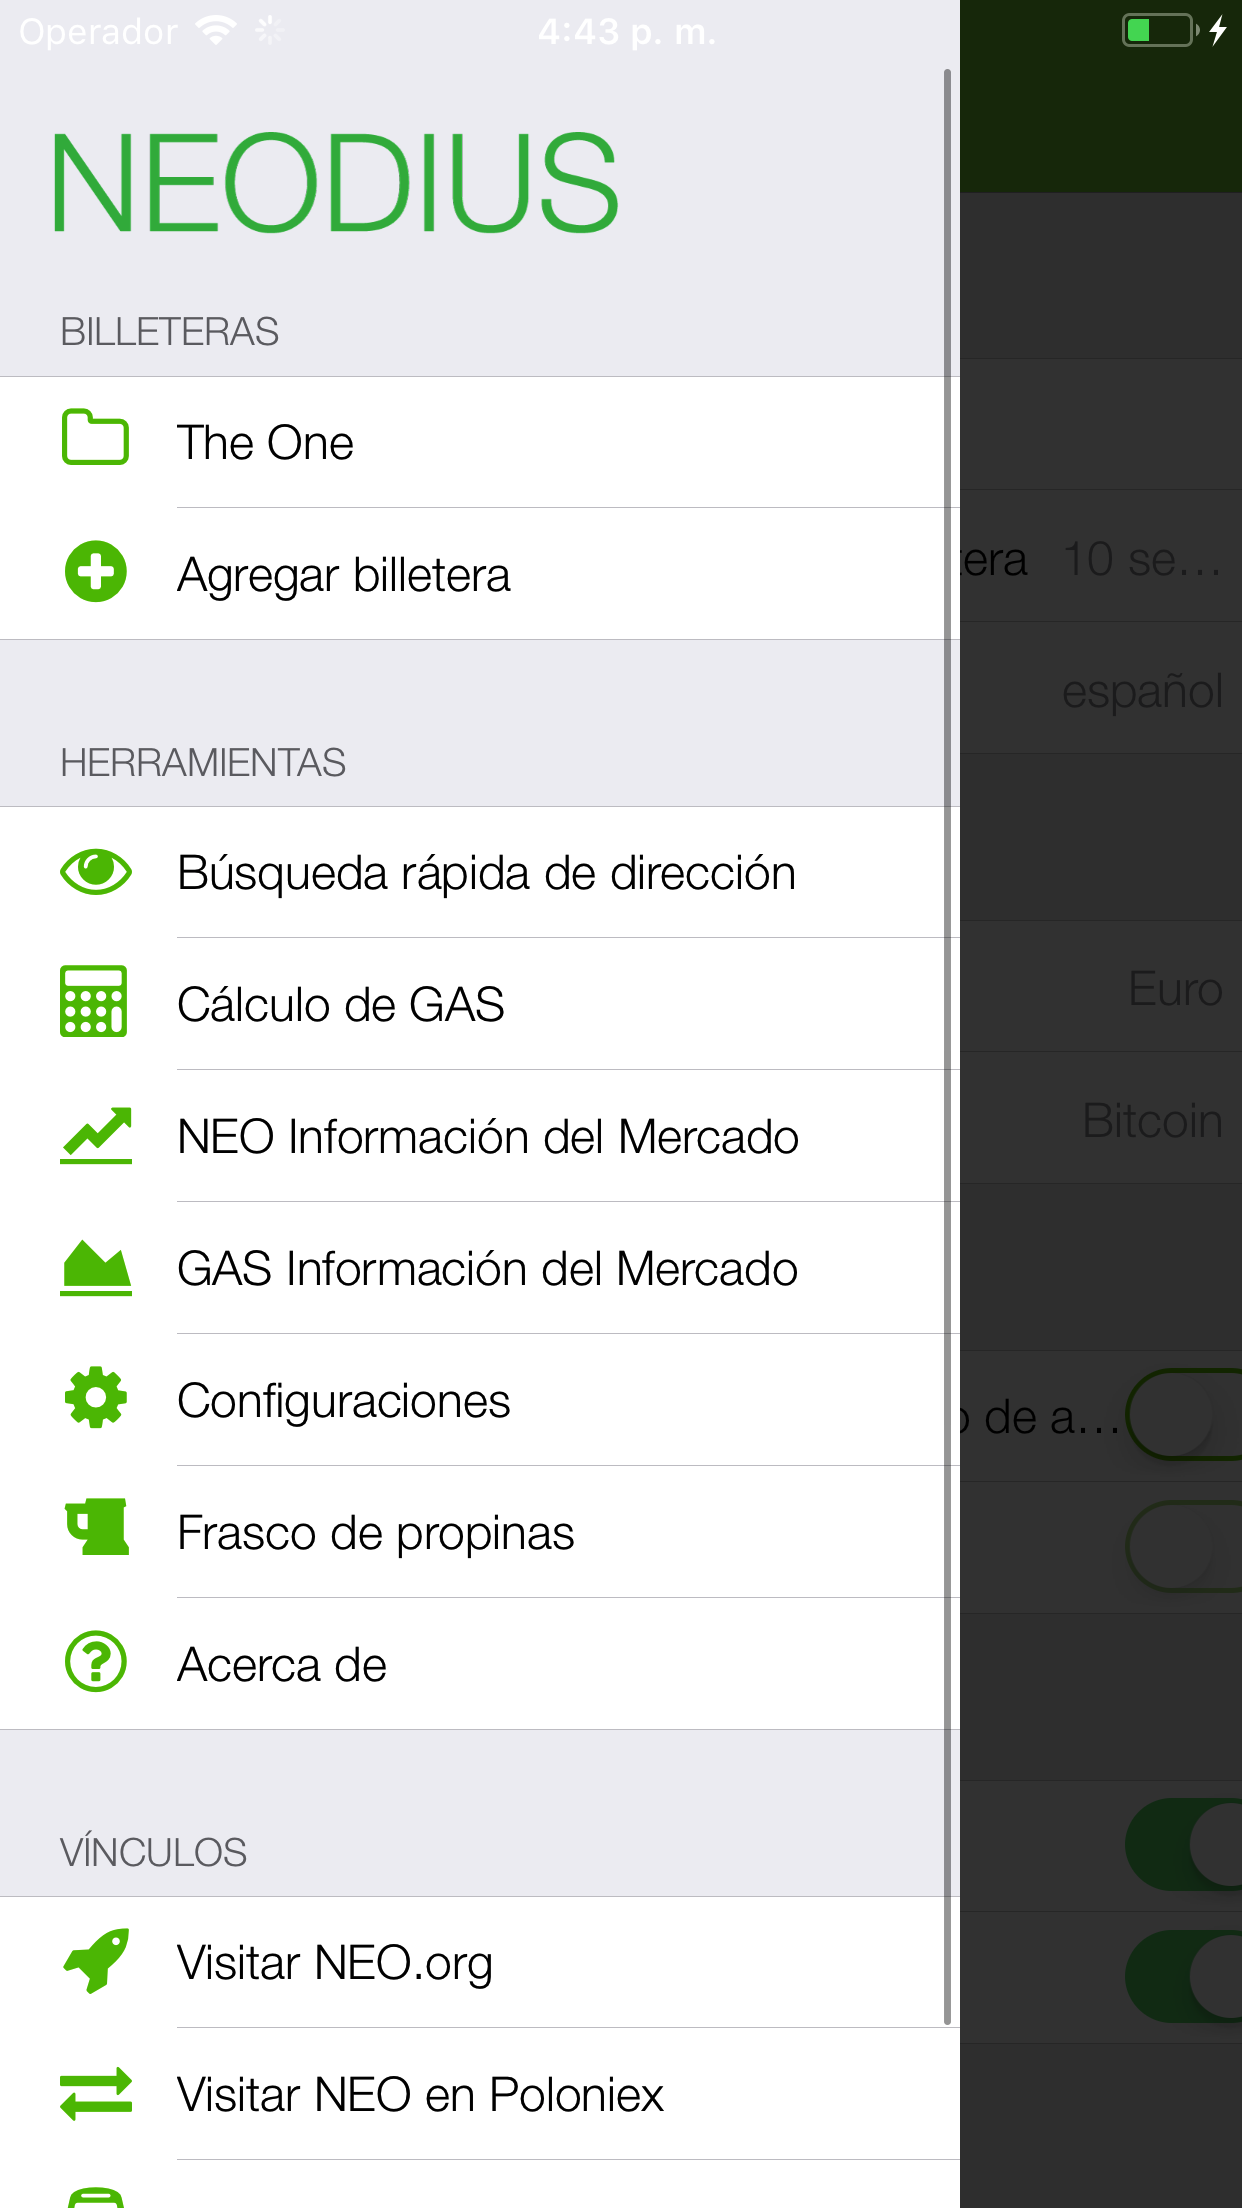 Operador 4:43 p. m.
NEODIUS
BILLETERAS
The One
Agregar billetera
tera 10 se...
español
HERRAMIENTAS
Búsqueda rápida de dirección
Cálculo de GAS
Euro
NEO Información del Mercado
Bitcoin
GAS Información del Mercado
Configuraciones
o de a...
Frasco de propinas
Acerca de
VÍNCULOS
Visitar NEO.org
Visitar NEO en Poloniex